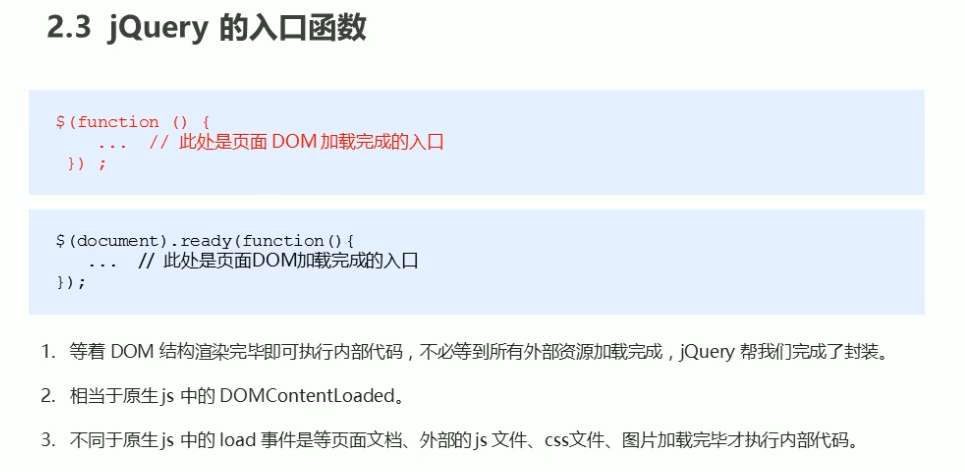 2.3 jQuery 的入口函数
$(function () {
... // 此处是页面 DOM 加载完成的入口
}) ;
$(document).ready(function(){
... // 此处是页面DOM加载完成的入口
});
1. 等着 DOM 结构渲染完毕即可执行内部代码，不必等到所有外部资源加载完成，jQuery 帮我们完成了封装。
2. 相当于原生 js 中的 DOMContentLoaded。
3. 不同于原生 js 中的 load 事件是等页面文档、外部的 js 文件、css文件、图片加载完毕才执行内部代码。